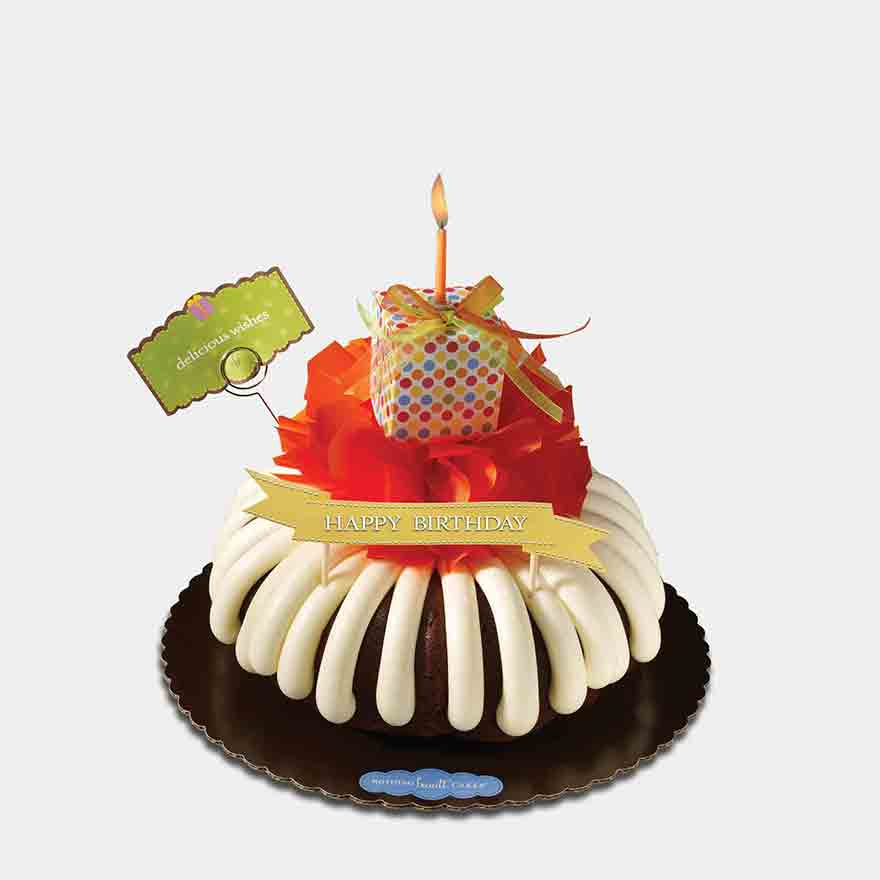 delicious wishes
HAPPY BIRTHDAY
NOTHING bundt CAKES